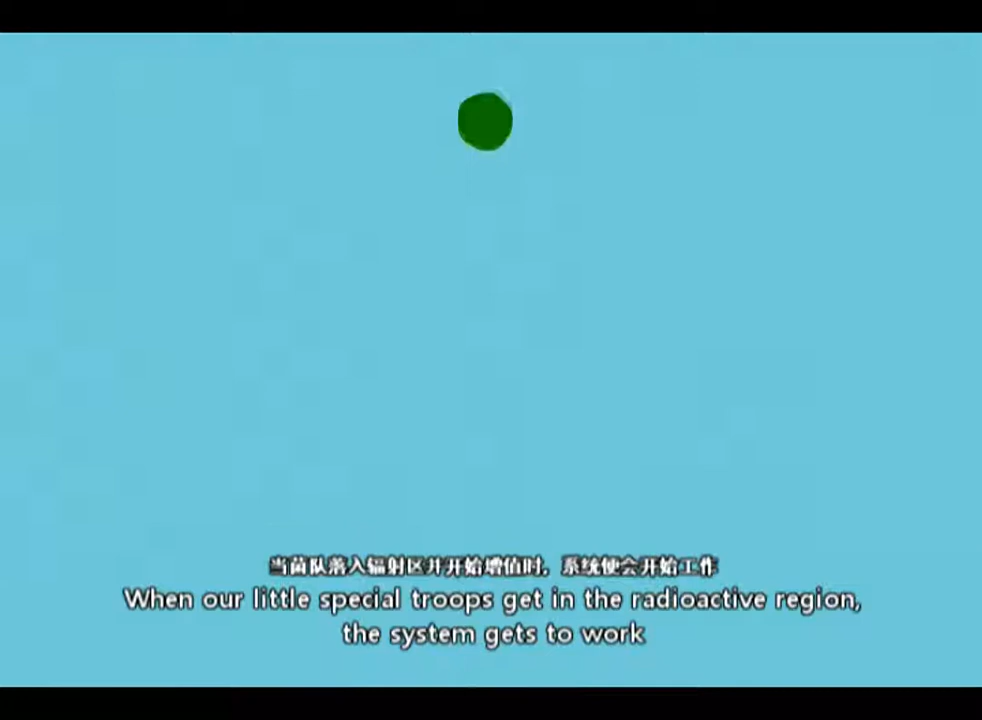 当菌队落入辐射区并开始增值时，系统便会开始工作
When our little special troops get in the radioactive region,
the system gets to work